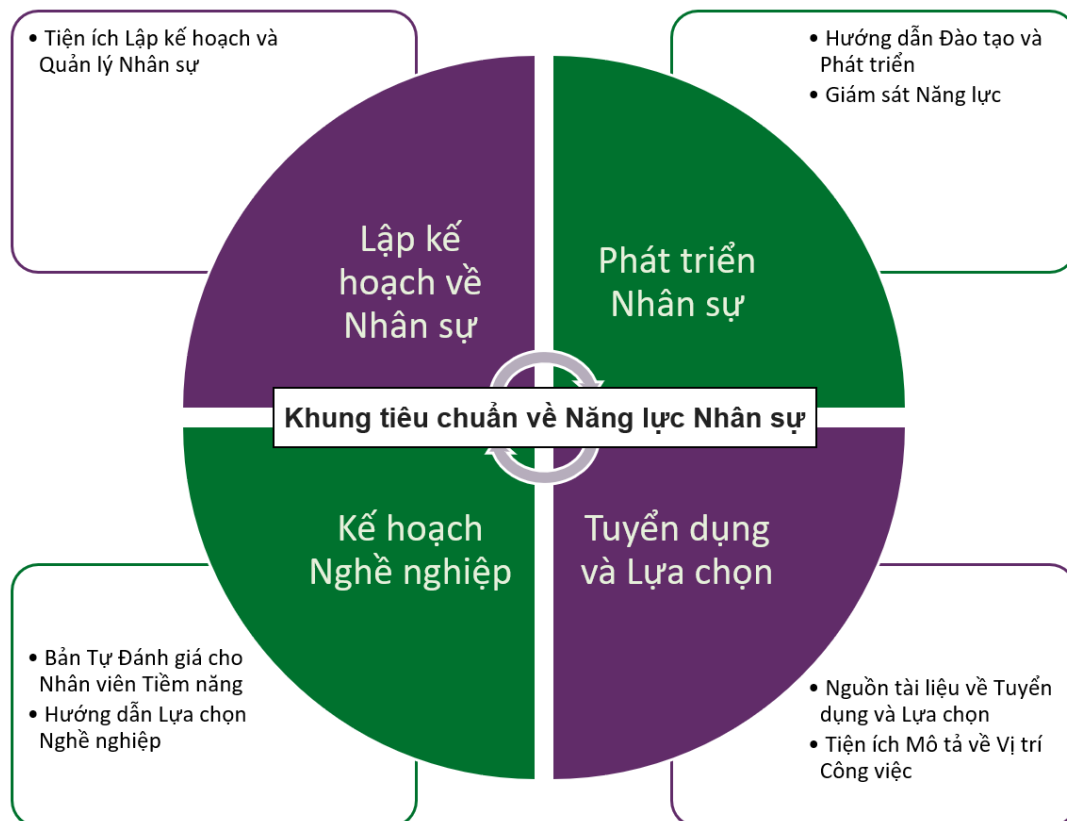 • Tiện ích Lập kế hoạch và
Quản lý Nhân sự
• Hướng dẫn Đào tạo và
Phát triển
• Giám sát Năng lực
Lập kế
hoạch về
Nhân sự
Phát triển
Nhân sự
Khung tiêu chuẩn về Năng lực Nhân sự
Kế hoạch
Nghề nghiệp
Tuyển dụng
và Lựa chọn
• Bản Tự Đánh giá cho
Nhân viên Tiềm năng
• Hướng dẫn Lựa chọn
Nghề nghiệp
• Nguồn tài liệu về Tuyển
dụng và Lựa chọn
• Tiện ích Mô tả về Vị trí
Công việc